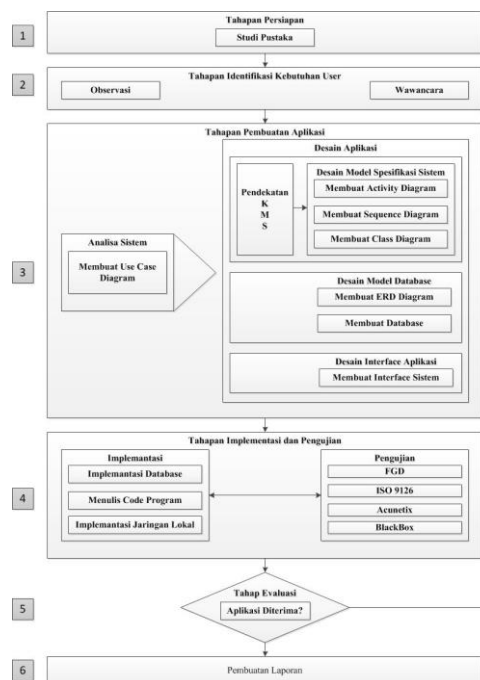 1
Tahapan Persiapan
Studi Pustaka
2
Tahapan Identifikasi Kebutuhan User
Observasi
Wawancara
3
Tahapan Pembuatan Aplikasi
Analisa Sistem
Membuat Use Case
Diagram
Desain Aplikasi
Pendekatan
K
M
S
Desain Model Spesifikasi Sistem
Membuat Activity Diagram
Membuat Sequence Diagram
Membuat Class Diagram
Desain Model Database
Membuat ERD Diagram
Membuat Database
Desain Interface Aplikasi
Membuat Interface Sistem
4
Tahapan Implementasi dan Pengujian
Implemantasi
Implemantasi Database
Menulis Code Program
Implemantasi Jaringan Lokal
Pengujian
FGD
ISO 9126
Acunetix
BlackBox
5
Tahap Evaluasi
Aplikasi Diterima?
6
Pembuatan Laporan